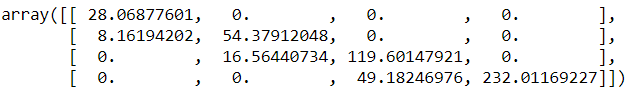 array([[ 28.06877601,   0.        ,   0.        ,   0.        ],
       [  8.16194202,  54.37912048,   0.        ,   0.        ],
       [  0.        ,  16.56440734, 119.60147921,   0.        ],
       [  0.        ,   0.        ,  49.18246976, 232.01169227]])